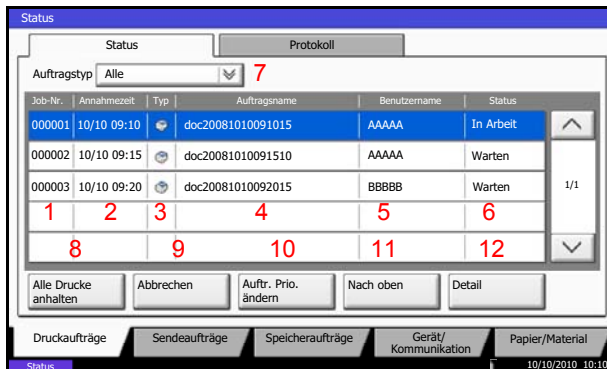 Status
Status Protokoll
Auftragstyp Alle 7
Job-Nr. Annahmezeit Typ Auftragsname Benutzername Status
000001 10/10 09:10 doc20081010091015 AAAAA In Arbeit
000002 10/10 09:15 doc20081010091510 AAAAA Warten
000003 10/10 09:20 doc20081010092015 BBBBB Warten 1/1
1 2 3 4 5 6
8 9 10 11 12
Alle Drucke anhalten Abbrechen Auftr. Prio. ändern Nach oben Detail
Druckaufträge Sendeaufträge Speicheraufträge Gerät/ Kommunikation Papier/Material
Status 10/10/2010 10:10